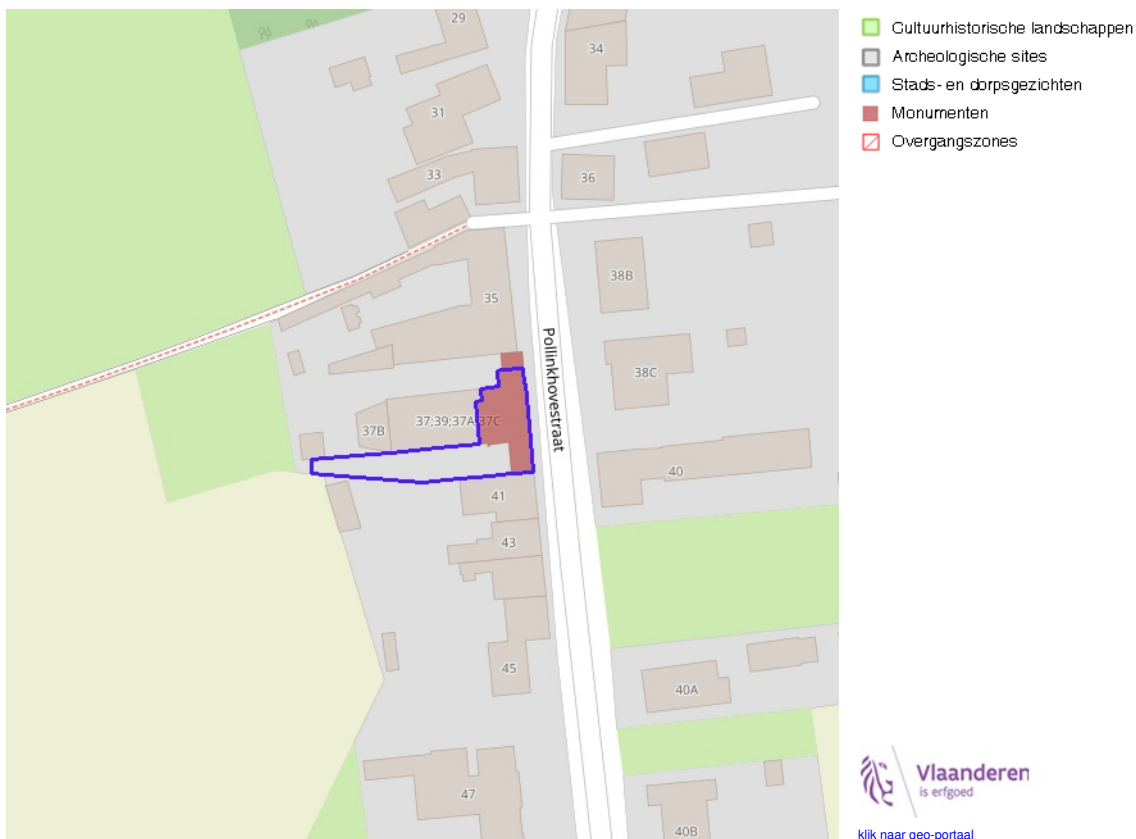 29
34
31
33
36
35
38B
Pollinkhovestraat
38C
37;39;37A;37C
37B
40
41
43
45
40A
47
40B
Cultuurhistorische landschappen
Archeologische sites
Stads- en dorpsgezichten
Monumenten
Overgangszones
Vlaanderen
is erfgoed
klik naar geo-portaal